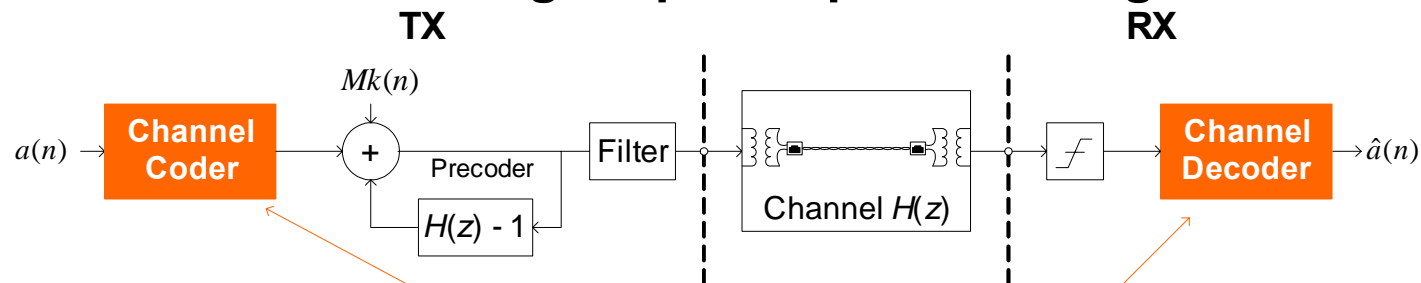 TX
RX
Mk(n)
a(n)
Channel
Coder
+
Precoder
Filter
H(z) - 1
Channel H(z)
Channel
Decoder
â(n)